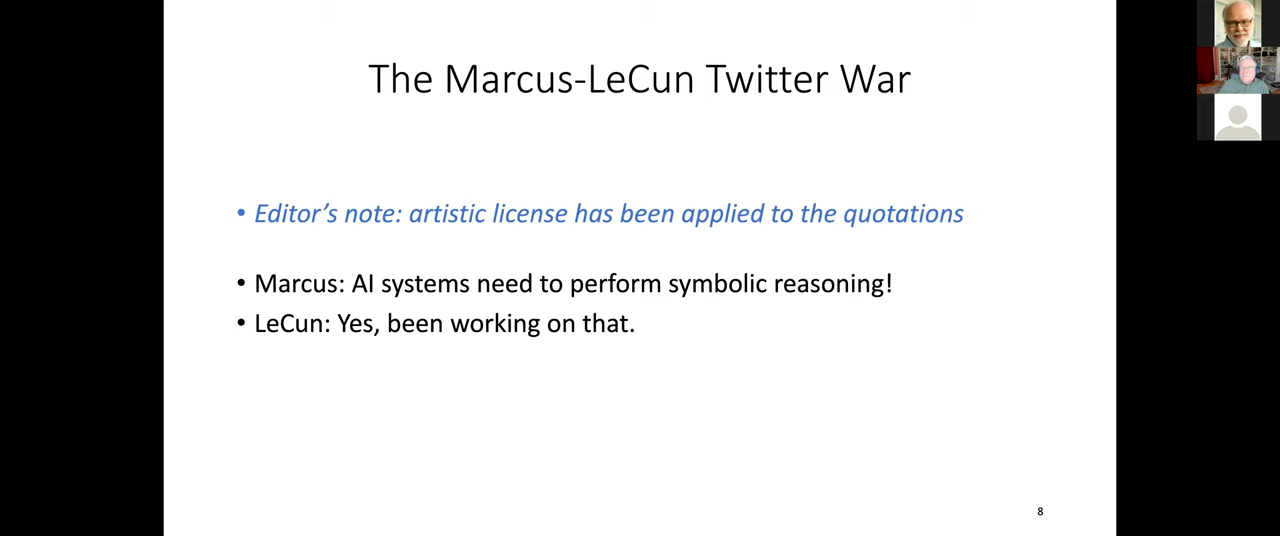 The Marcus-LeCun Twitter War
• Editor’s note: artistic license has been applied to the quotations
• Marcus: AI systems need to perform symbolic reasoning!
• LeCun: Yes, been working on that.
8